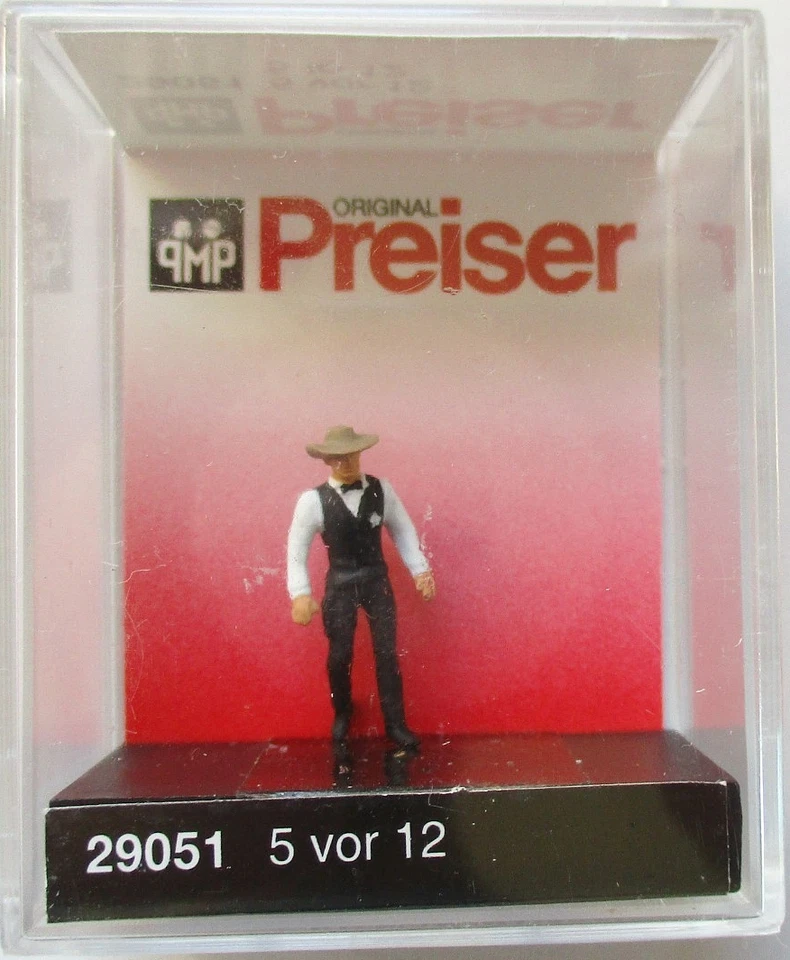 ORIGINAL
PMP Preiser
29051 5 vor 12